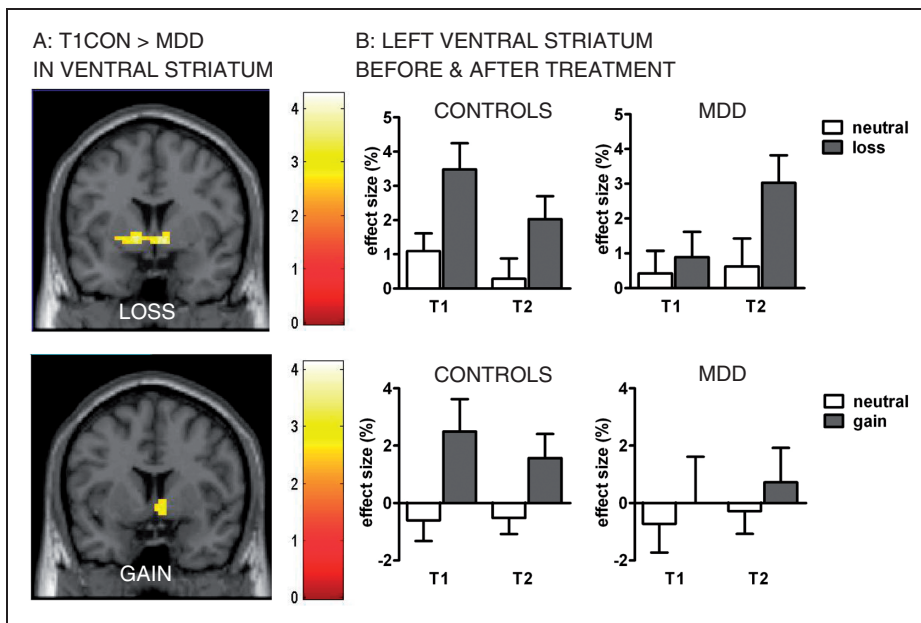 A: T1CON > MDD
IN VENTRAL STRIATUM
B: LEFT VENTRAL STRIATUM
BEFORE & AFTER TREATMENT
LOSS
4
3
2
1
0
CONTROLS
effect size (%)
5
4
3
2
1
0
T1 T2
MDD
effect size (%)
5
4
3
2
1
0
T1 T2
neutral
loss
GAIN
4
3
2
1
0
CONTROLS
effect size (%)
4
2
0
-2
T1 T2
MDD
effect size (%)
4
2
0
-2
T1 T2
neutral
gain